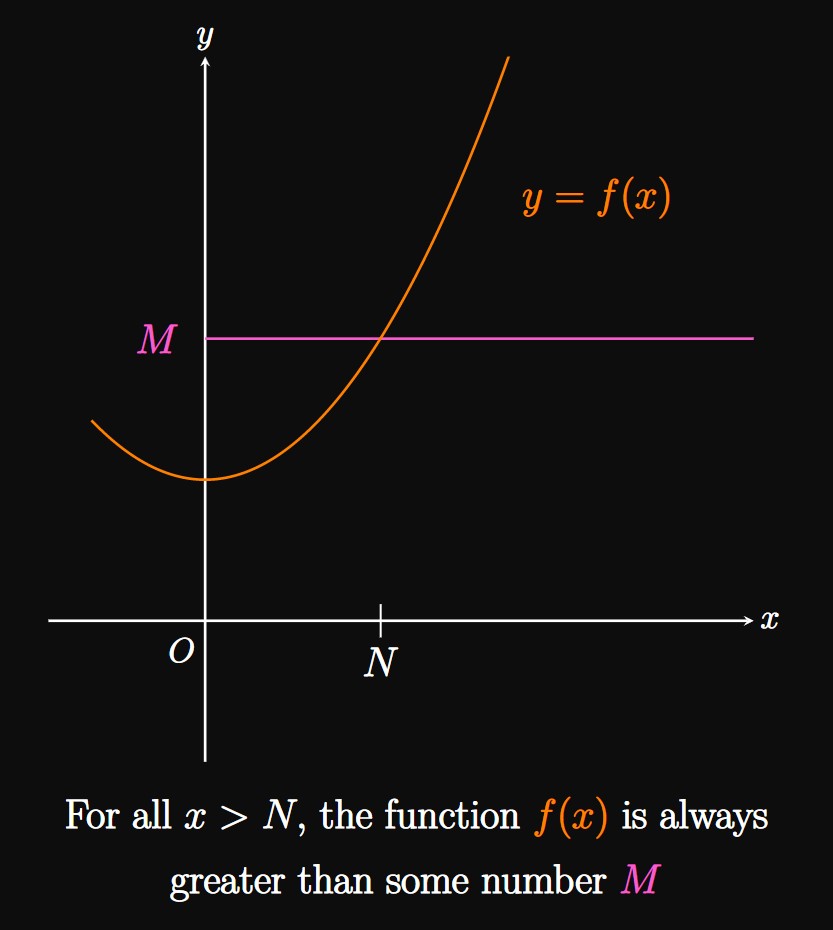 y
y = f(x)
M
x
O
N
For all x > N, the function f(x) is always
greater than some number M